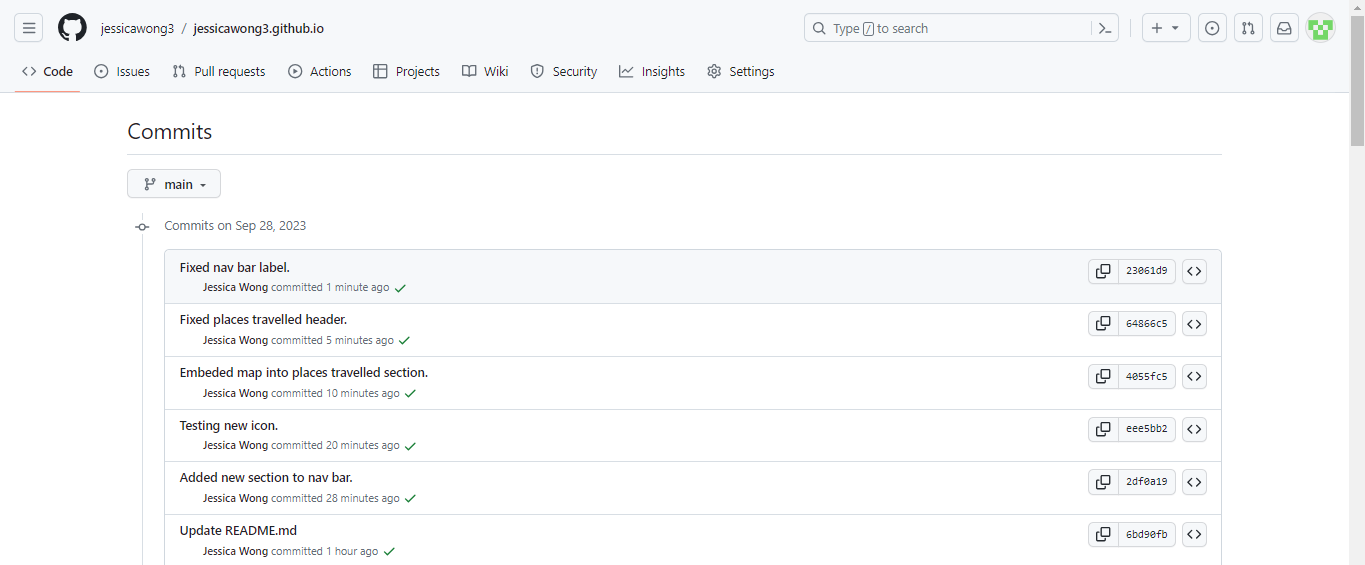 jessicawong3 / jessicawong3.github.io Type / to search
Code Issues Pull requests Actions Projects Wiki Security Insights Settings
Commits
main
Commits on Sep 28, 2023
Fixed nav bar label. 23061d9
Jessica Wong committed 1 minute ago
Fixed places travelled header. 64866c5
Jessica Wong committed 5 minutes ago
Embeded map into places travelled section. 4055fc5
Jessica Wong committed 10 minutes ago
Testing new icon. eee5bb2
Jessica Wong committed 20 minutes ago
Added new section to nav bar. 2df0a19
Jessica Wong committed 28 minutes ago
Update README.md 6bd90fb
Jessica Wong committed 1 hour ago